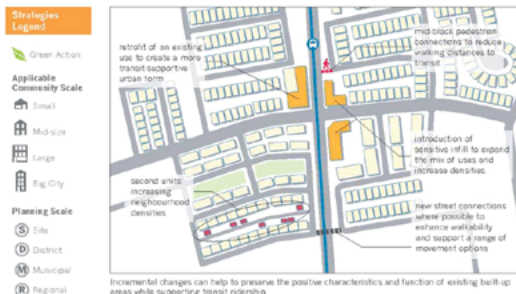 Strategies
Legend
Green Action
Applicable
Community Scale
Small
Mid-size
Large
Big City
Planning Scale
S Site
D District
M Municipal
R Regional
retrofit of an existing
use to create a more
transit-supportive
urban form
mid-block pedestrian
connections to reduce
walking distances to
transit
introduction of
sensitive infill to expand
the mix of uses and
increase densities
second units
increasing
neighbourhood
densities
new street connections
where possible to
enhance walkability
and support a range of
movement options
Incremental changes can help to preserve the positive characteristics and function of existing built-up
areas while supporting transit ridership.